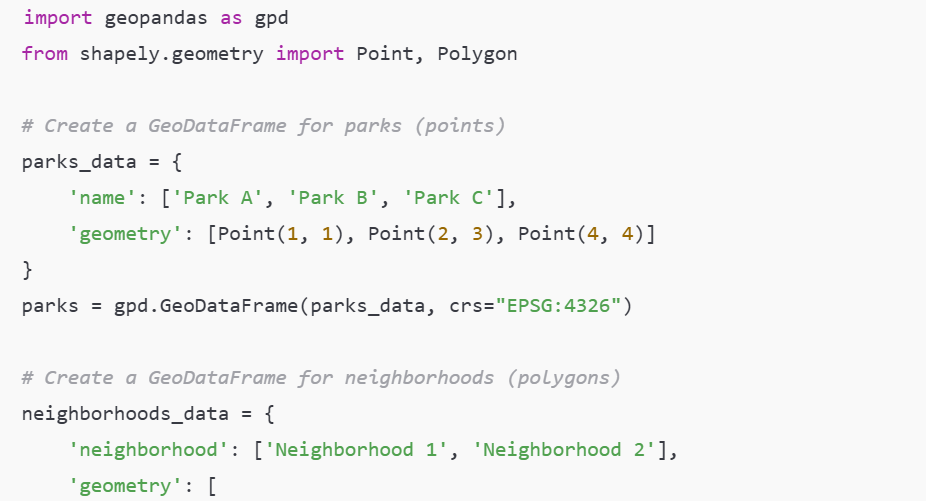 import geopandas as gpd
from shapely.geometry import Point, Polygon
# Create a GeoDataFrame for parks (points)
parks_data = {
    'name': ['Park A', 'Park B', 'Park C'],
    'geometry': [Point(1, 1), Point(2, 3), Point(4, 4)]
}
parks = gpd.GeoDataFrame(parks_data, crs="EPSG:4326")
# Create a GeoDataFrame for neighborhoods (polygons)
neighborhoods_data = {
    'neighborhood': ['Neighborhood 1', 'Neighborhood 2'],
    'geometry': [